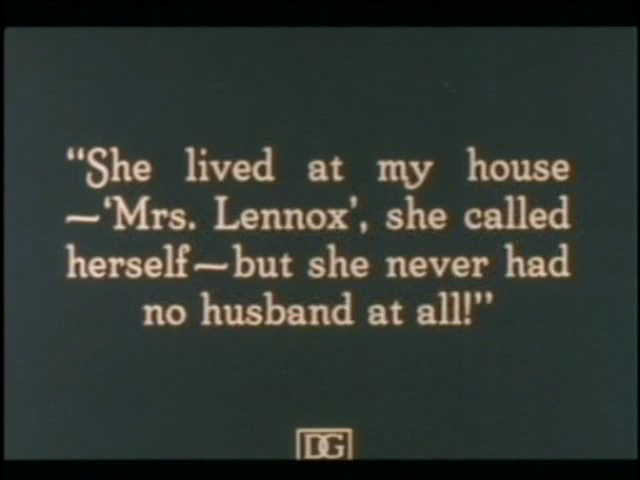 “She lived at my house
—‘Mrs. Lennox’, she called
herself—but she never had
no husband at all!”
DG